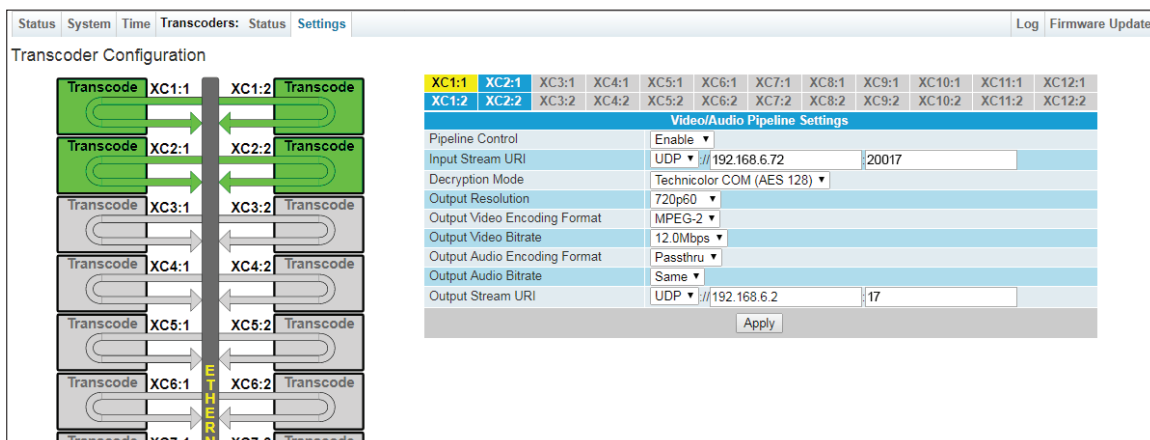 Status System Time Transcoders: Status Settings Log Firmware Update
Transcoder Configuration
Transcode XC1:1 XC1:2 Transcode
Transcode XC2:1 XC2:2 Transcode
Transcode XC3:1 XC3:2 Transcode
Transcode XC4:1 XC4:2 Transcode
Transcode XC5:1 XC5:2 Transcode
Transcode XC6:1 XC6:2 Transcode
Transcode XC7:1 XC7:2 Transcode
ETHERN
XC1:1 XC2:1 XC3:1 XC4:1 XC5:1 XC6:1 XC7:1 XC8:1 XC9:1 XC10:1 XC11:1 XC12:1
XC1:2 XC2:2 XC3:2 XC4:2 XC5:2 XC6:2 XC7:2 XC8:2 XC9:2 XC10:2 XC11:2 XC12:2
Video/Audio Pipeline Settings
Pipeline Control Enable
Input Stream URI UDP :// 192.168.6.72 : 20017
Decryption Mode Technicolor COM (AES 128)
Output Resolution 720p60
Output Video Encoding Format MPEG-2
Output Video Bitrate 12.0Mbps
Output Audio Encoding Format Passthru
Output Audio Bitrate Same
Output Stream URI UDP :// 192.168.6.2 : 17
Apply